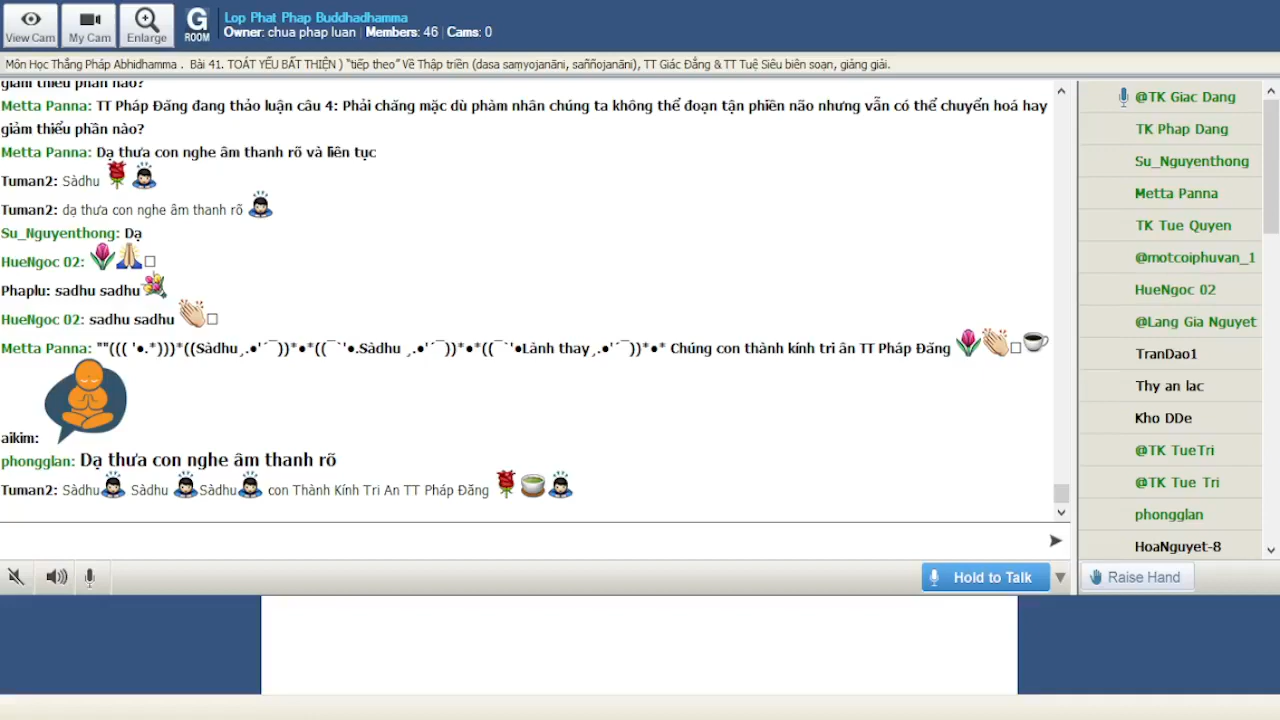 View Cam
My Cam
Enlarge
G
ROOM
Lop Phat Phap Buddhadhamma
Owner: chua phap luan | Members: 46 | Cams: 0
Môn Học Thắng Pháp Abhidhamma . Bài 41. TOÁT YẾU BẤT THIỆN ) “tiếp theo” Về Thập triền (dasa saṃyojanāni, saññojanāni), TT Giác Đẳng & TT Tuệ Siêu biên soạn, giảng giải.
giảm thiểu phần nào?
Metta Panna: TT Pháp Đăng đang thảo luận câu 4: Phải chăng mặc dù phàm nhân chúng ta không thể đoạn tận phiền não nhưng vẫn có thể chuyển hoá hay
giảm thiểu phần nào?
Metta Panna: Dạ thưa con nghe âm thanh rõ và liên tục
Tuman2: Sàdhu
Tuman2: dạ thưa con nghe âm thanh rõ
Su_Nguyenthong: Dạ
HueNgoc 02:
Phaplu: sadhu sadhu
HueNgoc 02: sadhu sadhu
Metta Panna: ""((( '●.*)))*((Sàdhu¸.●'´¯))*●*((¯`'●.Sàdhu ¸.●'´¯))*●*((¯`'●Lành thay¸.●'´¯))*●* Chúng con thành kính tri ân TT Pháp Đăng
aikim:
phongglan: Dạ thưa con nghe âm thanh rõ
Tuman2: Sàdhu Sàdhu Sàdhu con Thành Kính Tri An TT Pháp Đăng
Hold to Talk
@TK Giac Dang
TK Phap Dang
Su_Nguyenthong
Metta Panna
TK Tue Quyen
@motcoiphuvan_1
HueNgoc 02
@Lang Gia Nguyet
TranDao1
Thy an lac
Kho DDe
@TK TueTri
@TK Tue Tri
phongglan
HoaNguyet-8
Raise Hand